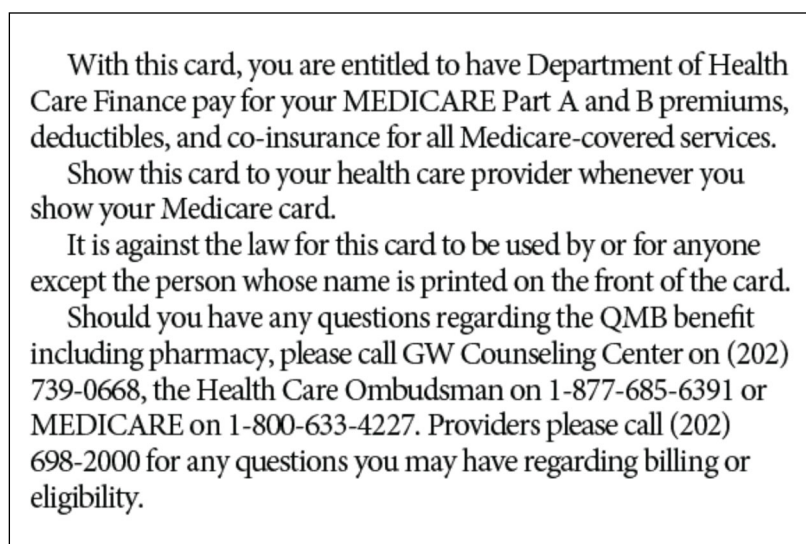 With this card, you are entitled to have Department of Health
Care Finance pay for your MEDICARE Part A and B premiums,
deductibles, and co-insurance for all Medicare-covered services.
Show this card to your health care provider whenever you
show your Medicare card.
It is against the law for this card to be used by or for anyone
except the person whose name is printed on the front of the card.
Should you have any questions regarding the QMB benefit
including pharmacy, please call GW Counseling Center on (202)
739-0668, the Health Care Ombudsman on 1-877-685-6391 or
MEDICARE on 1-800-633-4227. Providers please call (202)
698-2000 for any questions you may have regarding billing or
eligibility.